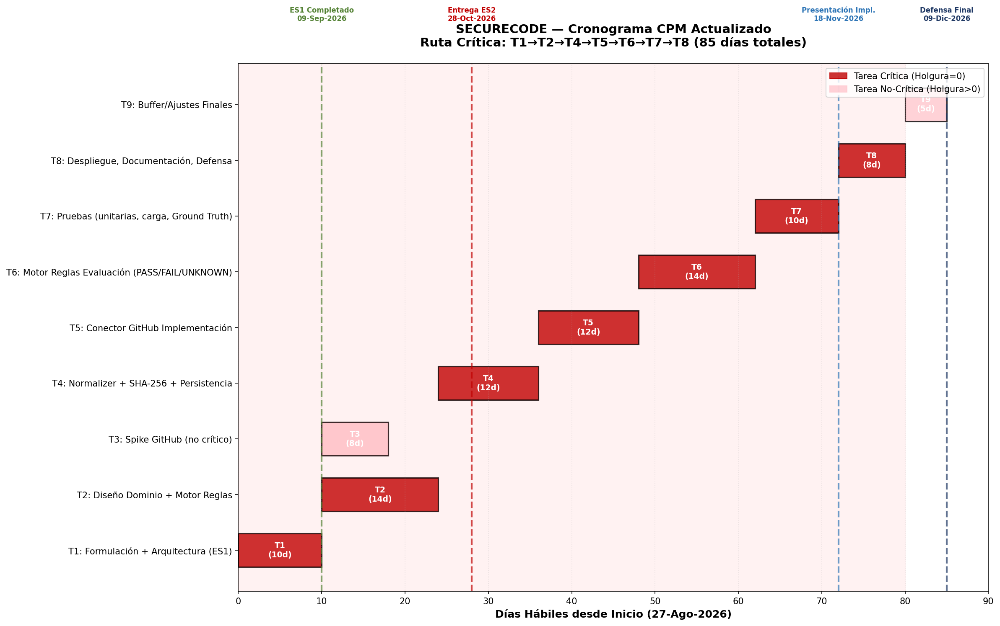 ES1 Completado
09-Sep-2026
Entrega ES2
28-Oct-2026
Presentación Impl.
18-Nov-2026
Defensa Final
09-Dic-2026
SECURECODE — Cronograma CPM Actualizado
Ruta Crítica: T1→T2→T4→T5→T6→T7→T8 (85 días totales)
Tarea Crítica (Holgura=0)
Tarea No-Crítica (Holgura>0)
T9: Buffer/Ajustes Finales
T9
(5d)
T8: Despliegue, Documentación, Defensa
T8
(8d)
T7: Pruebas (unitarias, carga, Ground Truth)
T7
(10d)
T6: Motor Reglas Evaluación (PASS/FAIL/UNKNOWN)
T6
(14d)
T5: Conector GitHub Implementación
T5
(12d)
T4: Normalizer + SHA-256 + Persistencia
T4
(12d)
T3: Spike GitHub (no crítico)
T3
(8d)
T2: Diseño Dominio + Motor Reglas
T2
(14d)
T1: Formulación + Arquitectura (ES1)
T1
(10d)
0 10 20 30 40 50 60 70 80 90
Días Hábiles desde Inicio (27-Ago-2026)